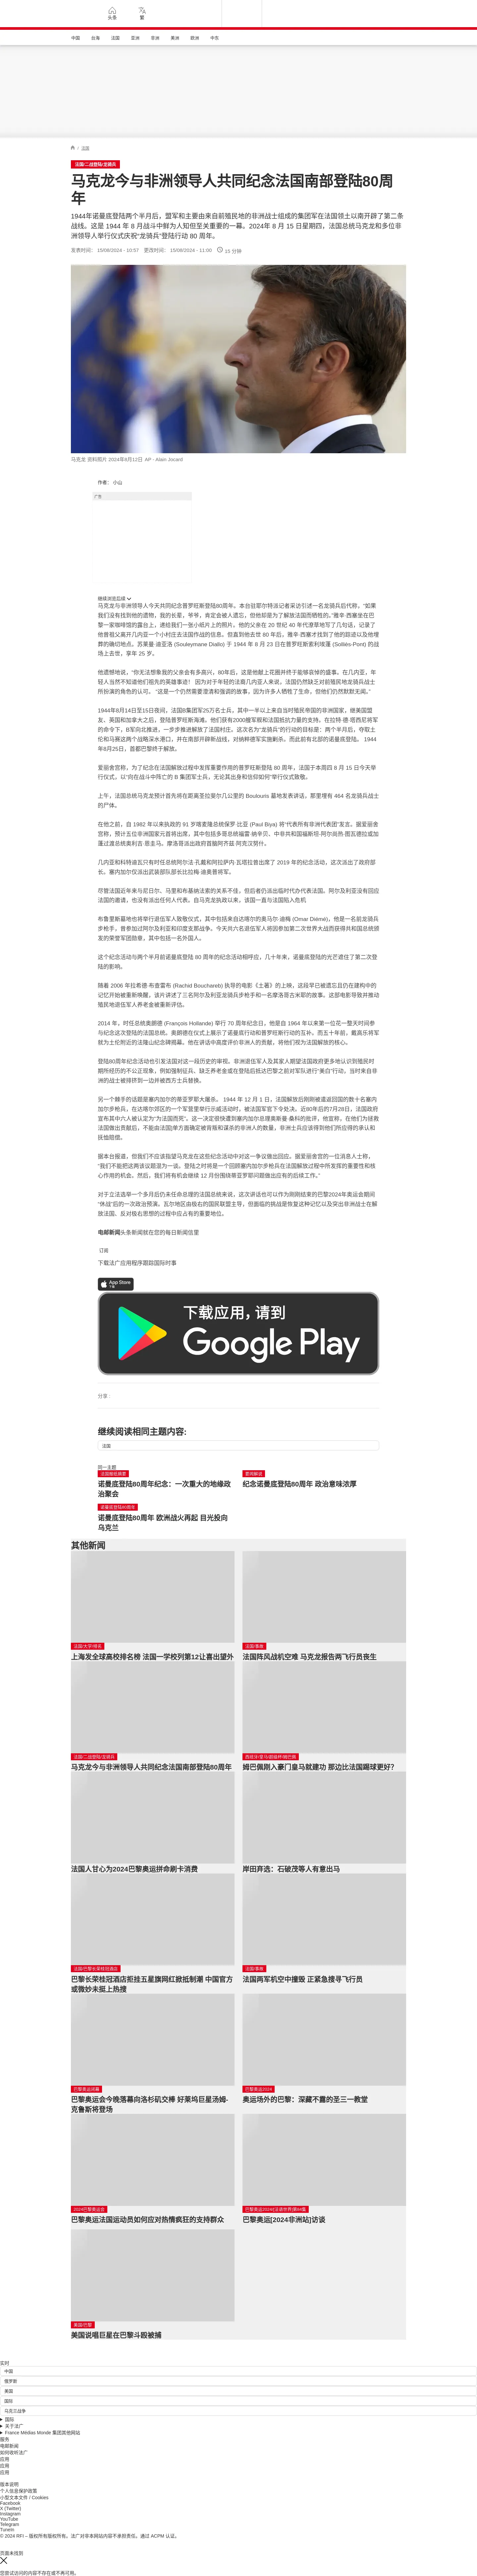 头条
繁
中国
台海
法国
亚洲
非洲
美洲
欧洲
中东
法国
法国/二战登陆/龙骑兵
马克龙今与非洲领导人共同纪念法国南部登陆80周年
1944年诺曼底登陆两个半月后，盟军和主要由来自前殖民地的非洲战士组成的集团军在法国领土以南开辟了第二条战线。这是 1944 年 8 月战斗中鲜为人知但至关重要的一幕。2024年 8 月 15 日星期四，法国总统马克龙和多位非洲领导人举行仪式庆祝“龙骑兵”登陆行动 80 周年。
发表时间： 15/08/2024 - 10:57 更改时间： 15/08/2024 - 11:00 15 分钟
马克龙 资料照片 2024年8月12日 AP - Alain Jocard
作者： 小山
广告
继续浏览后续
马克龙与非洲领导人今天共同纪念普罗旺斯登陆80周年。本台驻耶尔特派记者采访引述一名龙骑兵后代称，“如果我们没有找到他的遗物，我的长辈，爷爷，肯定会被人遗忘。但他却是为了解放法国而牺牲的。”雅辛·西塞坐在巴黎一家咖啡馆的露台上，递给我们一张小纸片上的照片。他的父亲在 20 世纪 40 年代潦草地写了几句话，记录了他曾祖父离开几内亚一个小村庄去法国作战的信息。但直到他去世 80 年后，雅辛·西塞才找到了他的踪迹以及他埋葬的确切地点。苏莱曼·迪亚洛 (Souleymane Diallo) 于 1944 年 8 月 23 日在普罗旺斯索利埃蓬 (Solliès-Pont) 的战场上去世，享年 25 岁。
他遗憾地说，“你无法想象我的父亲会有多高兴，80年后，这是他献上花圈并终于能够哀悼的盛事。在几内亚，年轻人当然不知道他们祖先的英雄事迹! 因为对于年轻的法裔几内亚人来说，法国仍然缺乏对前殖民地龙骑兵战士所扮演的角色的认可。 “这是一个仍然需要澄清和强调的故事，因为许多人牺牲了生命，但他们仍然默默无闻。”
1944年8月14日至15日夜间，法国B集团军25万名士兵，其中一半以上来自当时殖民帝国的非洲国家，继美国盟友、英国和加拿大之后，登陆普罗旺斯海滩。他们获有2000艘军舰和法国抵抗力量的支持。在拉特·德·塔西尼将军的命令下，B军向北推进，一步步推进解放了法国村庄。这次名为“龙骑兵”的行动的目标是：两个半月后，夺取土伦和马赛这两个战略深水港口，并在南部开辟新战线，对纳粹德军实施剿杀。而此前有北部的诺曼底登陆。 1944年8月25日，首都巴黎终于解放。
爱丽舍宫称，为了纪念在法国解放过程中发挥重要作用的普罗旺斯登陆 80 周年，法国于本周四 8 月 15 日今天举行仪式，以“向在战斗中阵亡的 B 集团军士兵，无论其出身和信仰如何”举行仪式致敬。
上午，法国总统马克龙预计首先将在距离圣拉斐尔几公里的 Boulouris 墓地发表讲话，那里埋有 464 名龙骑兵战士的尸体。
在他之前，自 1982 年以来执政的 91 岁喀麦隆总统保罗·比亚 (Paul Biya) 将“代表所有非洲代表团”发言。据爱丽舍宫称，预计五位非洲国家元首将出席，其中包括多哥总统福雷·纳辛贝、中非共和国福斯坦-阿尔尚热·图瓦德拉或加蓬过渡总统奥利吉·恩圭马。摩洛哥派出政府首脑阿齐兹·阿克汉努什。
几内亚和科特迪瓦只有时任总统阿尔法·孔戴和阿拉萨内·瓦塔拉曾出席了 2019 年的纪念活动，这次派出了政府部长。塞内加尔仅派出武装部队部长比拉梅·迪奥普将军。
尽管法国近年来与尼日尔、马里和布基纳法索的关系不佳，但后者仍派出临时代办代表法国。阿尔及利亚没有回应法国的邀请，也没有派出任何人代表。自马克龙执政以来，该国一直与法国陷入危机
布鲁里斯墓地也将举行退伍军人致敬仪式，其中包括来自达喀尔的奥马尔·迪梅 (Omar Dièmé)，他是一名前龙骑兵步枪手，曾参加过阿尔及利亚和印度支那战争，今天共六名退伍军人将因参加第二次世界大战而获得共和国总统颁发的荣誉军团勋章，其中包括一名外国人。
这个纪念活动与两个半月前诺曼底登陆 80 周年的纪念活动相呼应，几十年来，诺曼底登陆的光芒遮住了第二次登陆的影响。
随着 2006 年拉希德·布查雷布 (Rachid Bouchareb) 执导的电影《土著》的上映，这段早已被遗忘且仍在建构中的记忆开始被重新唤醒。该片讲述了三名阿尔及利亚龙骑兵步枪手和一名摩洛哥古米耶的故事。这部电影导致并推动殖民地退伍军人养老金被重新评估。
2014 年，时任总统奥朗德 (François Hollande) 举行 70 周年纪念日，他是自 1964 年以来第一位花一整天时间参与纪念这次登陆的法国总统。奥朗德在仪式上展示了诺曼底行动和普罗旺斯行动的互补。而五十年前，戴高乐将军就为土伦附近的法隆山纪念碑揭幕。他在讲话中高度评价非洲人的贡献，将他们视为法国解放的核心。
登陆80周年纪念活动也引发法国对这一段历史的审视。非洲退伍军人及其家人期望法国政府更多地认识到殖民时期所经历的不公正现象，例如强制征兵、缺乏养老金或在登陆后抵达巴黎之前对军队进行“美白”行动，当时来自非洲的战士被排挤到一边并被西方士兵替换。
另一个棘手的话题是塞内加尔的蒂亚罗耶大屠杀。 1944 年 12 月 1 日，法国解放后刚刚被遣返回国的数十名塞内加尔步枪兵，在达喀尔郊区的一个军营里举行示威活动时，被法国军官下令处决。近80年后的7月28日，法国政府宣布其中六人被认定为“为法国而死”。这一决定很快遭到塞内加尔总理奥斯曼·桑科的批评，他宣称，在他们为拯救法国做出贡献后，不能由法国[单方面确定被背叛和谋杀的非洲人的数量，非洲士兵应该得到他们所应得的承认和抚恤赔偿。
据本台报道，但我们不应该指望马克龙在这些纪念活动中对这一争议做出回应。据爱丽舍宫的一位消息人士称， “我们不能把这两谈议题混为一谈。登陆之时将是一个回顾塞内加尔步枪兵在法国解放过程中所发挥的重要性和核心作用的机会。然后，我们将有机会继续 12 月份围绕蒂亚罗耶问题做出应有的后续工作。”
对于立法选举一个多月后仍未任命总理的法国总统来说，这次讲话也可以作为刚刚结束的巴黎2024年奥运会期间“休战”后的一次政治预演。瓦尔地区由极右的国民联盟主导，但面临的挑战是恢复这种记忆以及突出非洲战士在解放法国、反对极右思想的过程中应占有的重要地位。
电邮新闻头条新闻就在您的每日新闻信里
订阅
下载法广应用程序跟踪国际时事
App Store
下载
下载应用，请到
Google Play
分享 :
继续阅读相同主题内容:
法国
同一主题
法国报纸摘要
诺曼底登陆80周年纪念：一次重大的地缘政治聚会
要闻解说
纪念诺曼底登陆80周年 政治意味浓厚
诺曼底登陆80周年
诺曼底登陆80周年 欧洲战火再起 目光投向乌克兰
其他新闻
法国/大学/排名
上海发全球高校排名榜 法国一学校列第12让喜出望外
法国/事故
法国阵风战机空难 马克龙报告两飞行员丧生
法国/二战登陆/龙骑兵
马克龙今与非洲领导人共同纪念法国南部登陆80周年
西班牙/皇马/超级杯/姆巴佩
姆巴佩刚入豪门皇马就建功 那边比法国踢球更好?
法国人甘心为2024巴黎奥运拼命刷卡消费
岸田弃选：石破茂等人有意出马
法国/巴黎长荣桂冠酒店
巴黎长荣桂冠酒店拒挂五星旗网红掀抵制潮 中国官方或微妙未挺上热搜
法国/事故
法国两军机空中撞毁 正紧急搜寻飞行员
巴黎奥运闭幕
巴黎奥运会今晚落幕向洛杉矶交棒 好莱坞巨星汤姆-克鲁斯将登场
巴黎奥运2024
奥运场外的巴黎：深藏不露的圣三一教堂
2024巴黎奥运会
巴黎奥运法国运动员如何应对热情疯狂的支持群众
巴黎奥运[2024非洲站]访谈
美国/巴黎
美国说唱巨星在巴黎斗殴被捕
实时
中国
俄罗斯
美国
国际
乌克兰战争
国际
关于法广
France Médias Monde 集团其他网站
服务
电邮新闻
如何收听法广
应用
应用
应用
版本说明
个人信息保护政策
小型文本文件 / Cookies
Facebook
X (Twitter)
Instagram
YouTube
Telegram
TuneIn
© 2024 RFI – 版权所有版权所有。法广对非本网站内容不承担责任。通过 ACPM 认证。
页面未找到
您尝试访问的内容不存在或不再可用。